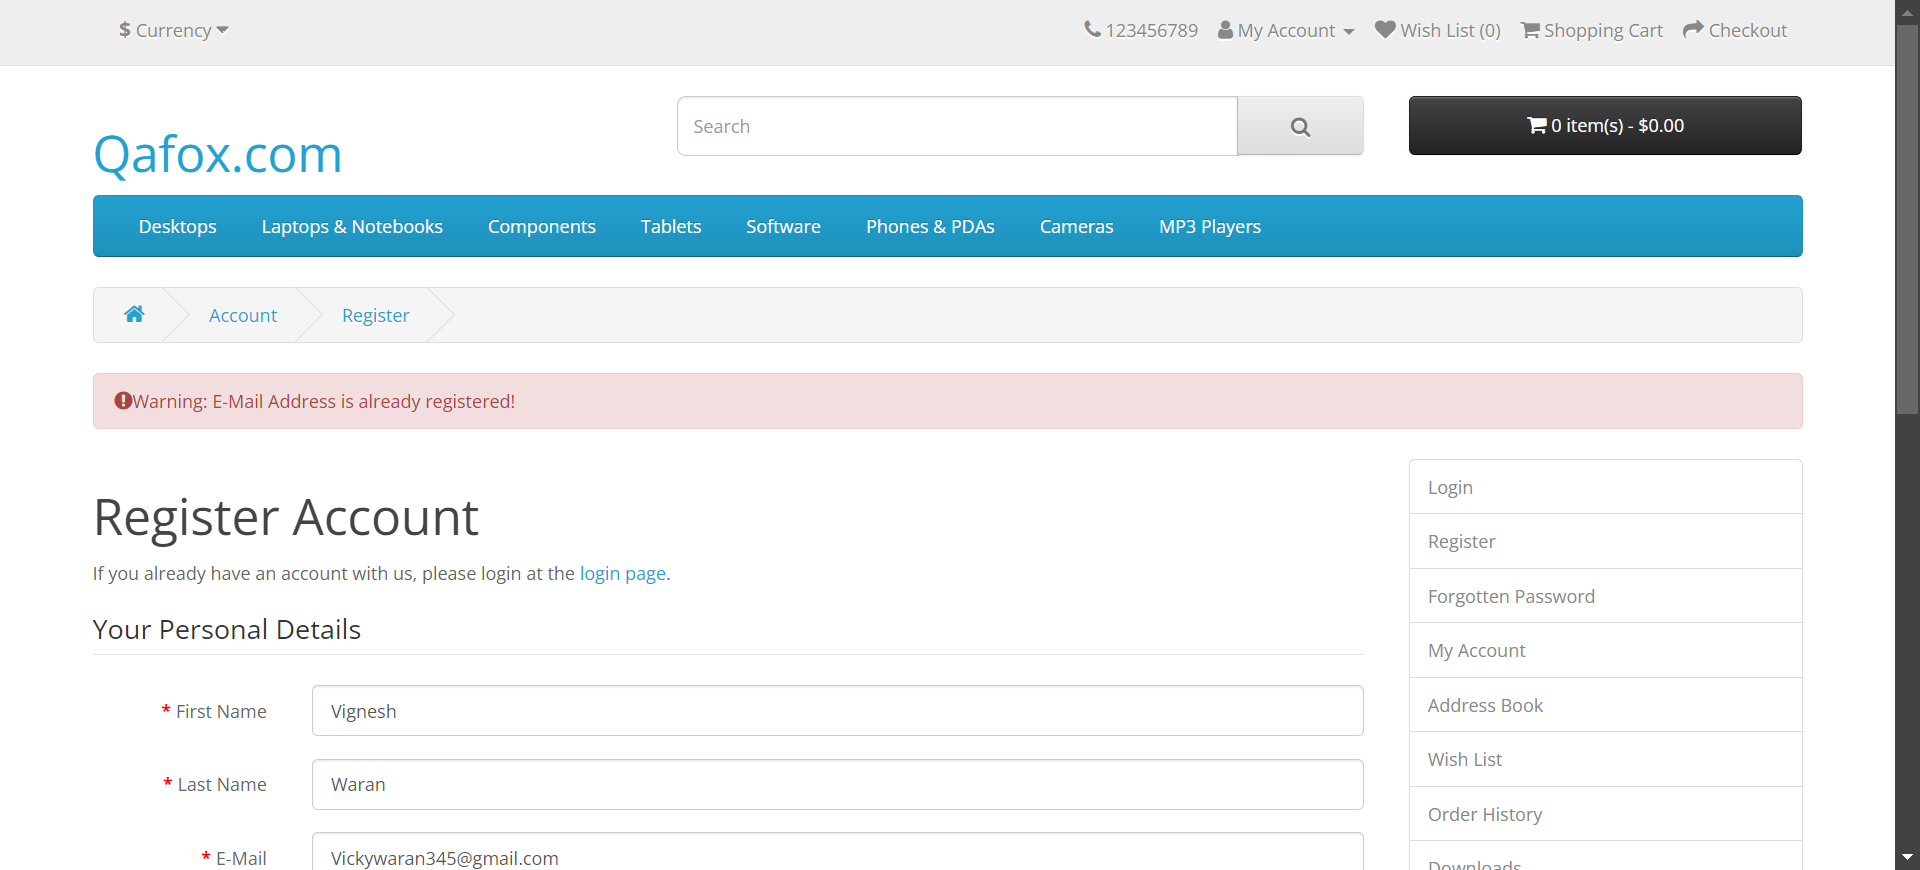 $ Currency
123456789 My Account Wish List (0) Shopping Cart Checkout
Qafox.com
Search
0 item(s) - $0.00
Desktops Laptops & Notebooks Components Tablets Software Phones & PDAs Cameras MP3 Players
Account Register
Warning: E-Mail Address is already registered!
Register Account
If you already have an account with us, please login at the login page.
Your Personal Details
* First Name Vignesh
* Last Name Waran
* E-Mail Vickywaran345@gmail.com
Login
Register
Forgotten Password
My Account
Address Book
Wish List
Order History
Downloads